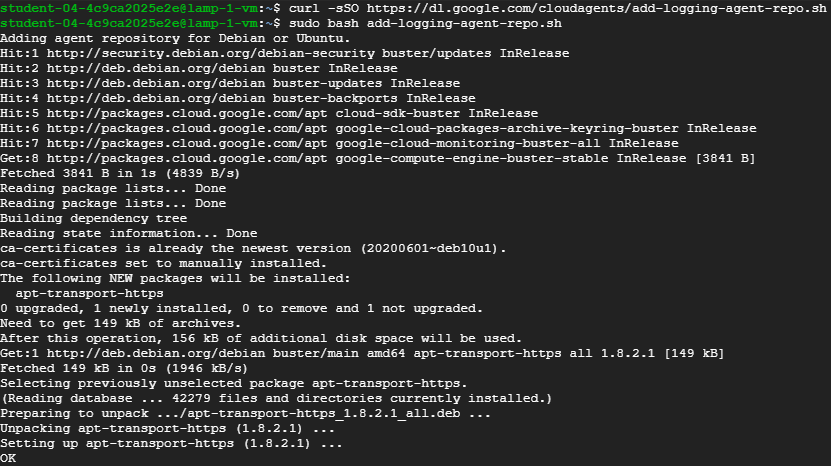 student-04-4c9ca2025e2e@lamp-1-vm:~$ curl -sSO https://dl.google.com/cloudagents/add-logging-agent-repo.sh
student-04-4c9ca2025e2e@lamp-1-vm:~$ sudo bash add-logging-agent-repo.sh
Adding agent repository for Debian or Ubuntu.
Hit:1 http://security.debian.org/debian-security buster/updates InRelease
Hit:2 http://deb.debian.org/debian buster InRelease
Hit:3 http://deb.debian.org/debian buster-updates InRelease
Hit:4 http://deb.debian.org/debian buster-backports InRelease
Hit:5 http://packages.cloud.google.com/apt cloud-sdk-buster InRelease
Hit:6 http://packages.cloud.google.com/apt google-cloud-packages-archive-keyring-buster InRelease
Hit:7 http://packages.cloud.google.com/apt google-cloud-monitoring-buster-all InRelease
Get:8 http://packages.cloud.google.com/apt google-compute-engine-buster-stable InRelease [3841 B]
Fetched 3841 B in 1s (4839 B/s)
Reading package lists... Done
Reading package lists... Done
Building dependency tree
Reading state information... Done
ca-certificates is already the newest version (20200601~deb10u1).
ca-certificates set to manually installed.
The following NEW packages will be installed:
  apt-transport-https
0 upgraded, 1 newly installed, 0 to remove and 1 not upgraded.
Need to get 149 kB of archives.
After this operation, 156 kB of additional disk space will be used.
Get:1 http://deb.debian.org/debian buster/main amd64 apt-transport-https all 1.8.2.1 [149 kB]
Fetched 149 kB in 0s (1946 kB/s)
Selecting previously unselected package apt-transport-https.
(Reading database ... 42279 files and directories currently installed.)
Preparing to unpack .../apt-transport-https_1.8.2.1_all.deb ...
Unpacking apt-transport-https (1.8.2.1) ...
Setting up apt-transport-https (1.8.2.1) ...
OK